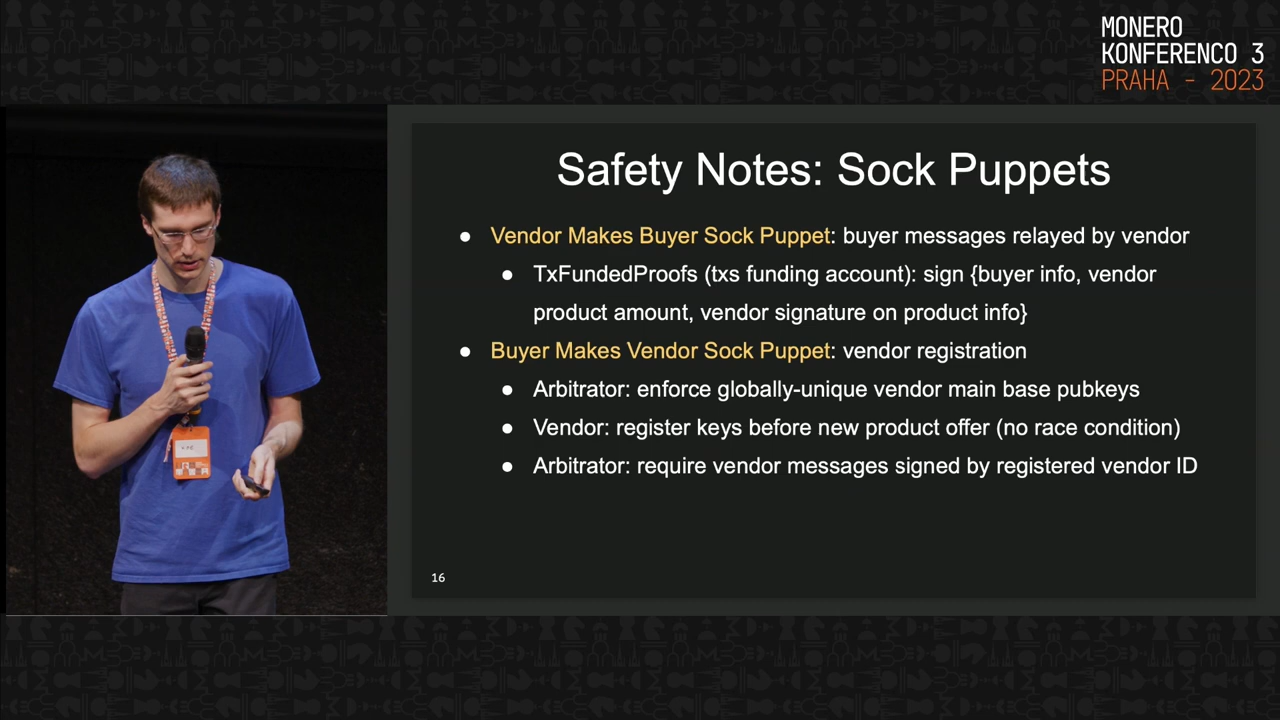 MONERO
KONFERENCO 3
PRAHA - 2023
Safety Notes: Sock Puppets
● Vendor Makes Buyer Sock Puppet: buyer messages relayed by vendor
● TxFundedProofs (txs funding account): sign {buyer info, vendor
product amount, vendor signature on product info}
● Buyer Makes Vendor Sock Puppet: vendor registration
● Arbitrator: enforce globally-unique vendor main base pubkeys
● Vendor: register keys before new product offer (no race condition)
● Arbitrator: require vendor messages signed by registered vendor ID
16